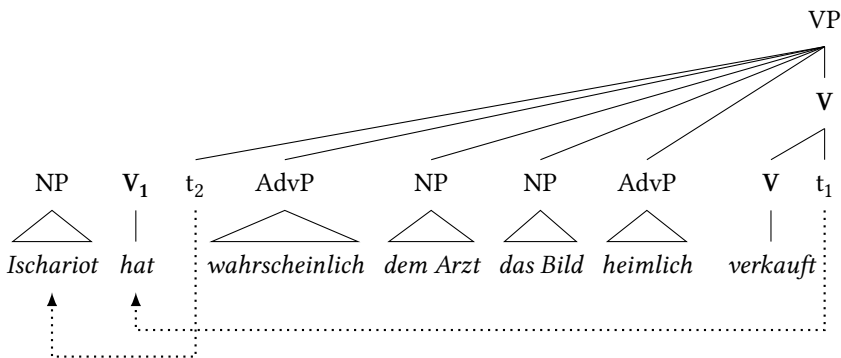 VP
V
NP V₁ t₂ AdvP NP NP AdvP V t₁
Ischariot hat wahrscheinlich dem Arzt das Bild heimlich verkauft